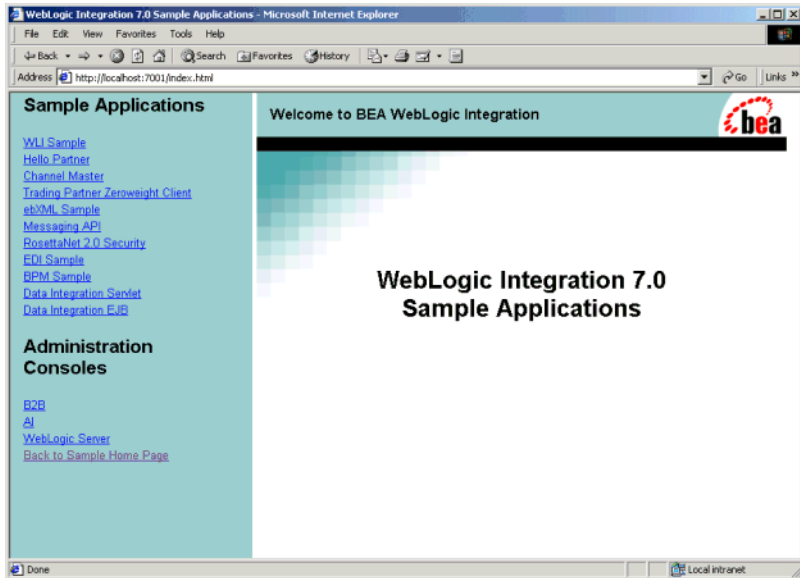 WebLogic Integration 7.0 Sample Applications - Microsoft Internet Explorer
File Edit View Favorites Tools Help
Back Search Favorites History
Address http://localhost:7001/index.html Go Links »
Sample Applications
WLI Sample
Hello Partner
Channel Master
Trading Partner Zeroweight Client
ebXML Sample
Messaging API
RosettaNet 2.0 Security
EDI Sample
BPM Sample
Data Integration Servlet
Data Integration EJB
Administration
Consoles
B2B
AI
WebLogic Server
Back to Sample Home Page
Welcome to BEA WebLogic Integration
bea
WebLogic Integration 7.0
Sample Applications
Done
Local intranet